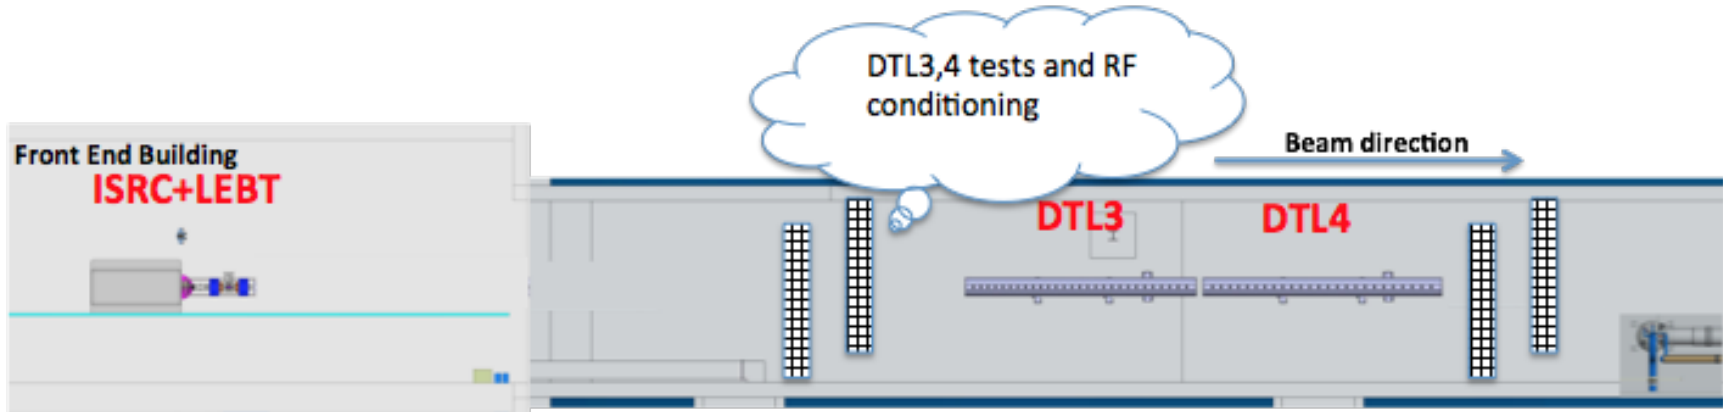 DTL3,4 tests and RF
conditioning
Beam direction
Front End Building
ISRC+LEBT
DTL3
DTL4